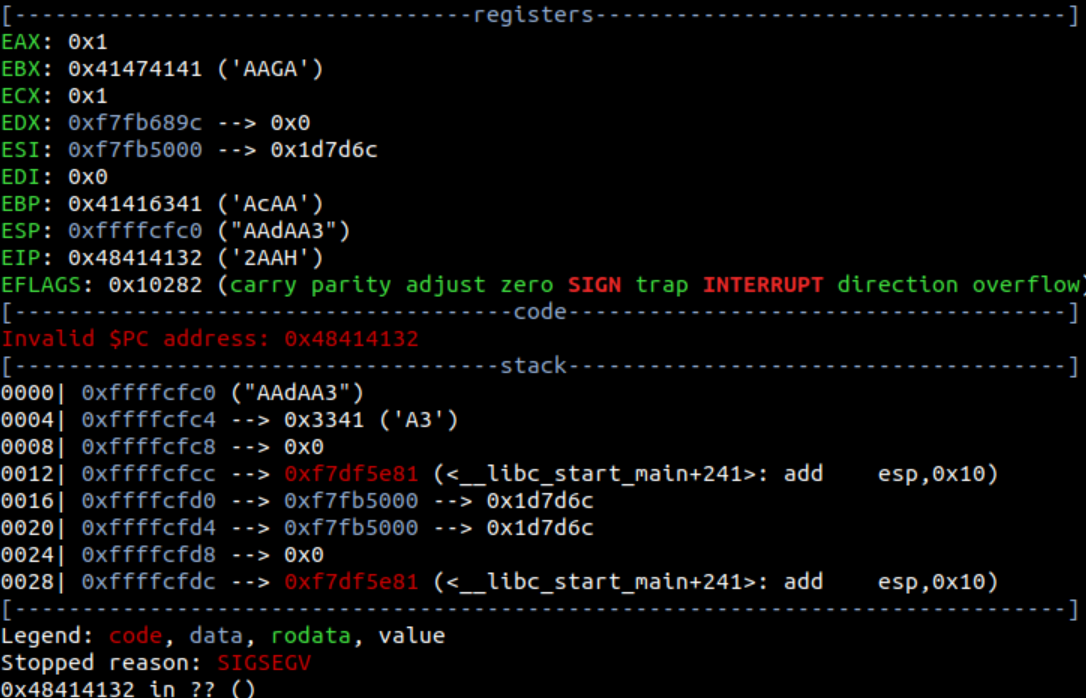 [----------------------------------registers-----------------------------------]
EAX: 0x1
EBX: 0x41474141 ('AAGA')
ECX: 0x1
EDX: 0xf7fb689c --> 0x0
ESI: 0xf7fb5000 --> 0x1d7d6c
EDI: 0x0
EBP: 0x41416341 ('AcAA')
ESP: 0xffffcfc0 ("AAdAA3")
EIP: 0x48414132 ('2AAH')
EFLAGS: 0x10282 (carry parity adjust zero SIGN trap INTERRUPT direction overflow)
[-------------------------------------code-------------------------------------]
Invalid $PC address: 0x48414132
[------------------------------------stack-------------------------------------]
0000| 0xffffcfc0 ("AAdAA3")
0004| 0xffffcfc4 --> 0x3341 ('A3')
0008| 0xffffcfc8 --> 0x0
0012| 0xffffcfcc --> 0xf7df5e81 (<__libc_start_main+241>: add    esp,0x10)
0016| 0xffffcfd0 --> 0xf7fb5000 --> 0x1d7d6c
0020| 0xffffcfd4 --> 0xf7fb5000 --> 0x1d7d6c
0024| 0xffffcfd8 --> 0x0
0028| 0xffffcfdc --> 0xf7df5e81 (<__libc_start_main+241>: add    esp,0x10)
[------------------------------------------------------------------------------]
Legend: code, data, rodata, value
Stopped reason: SIGSEGV
0x48414132 in ?? ()